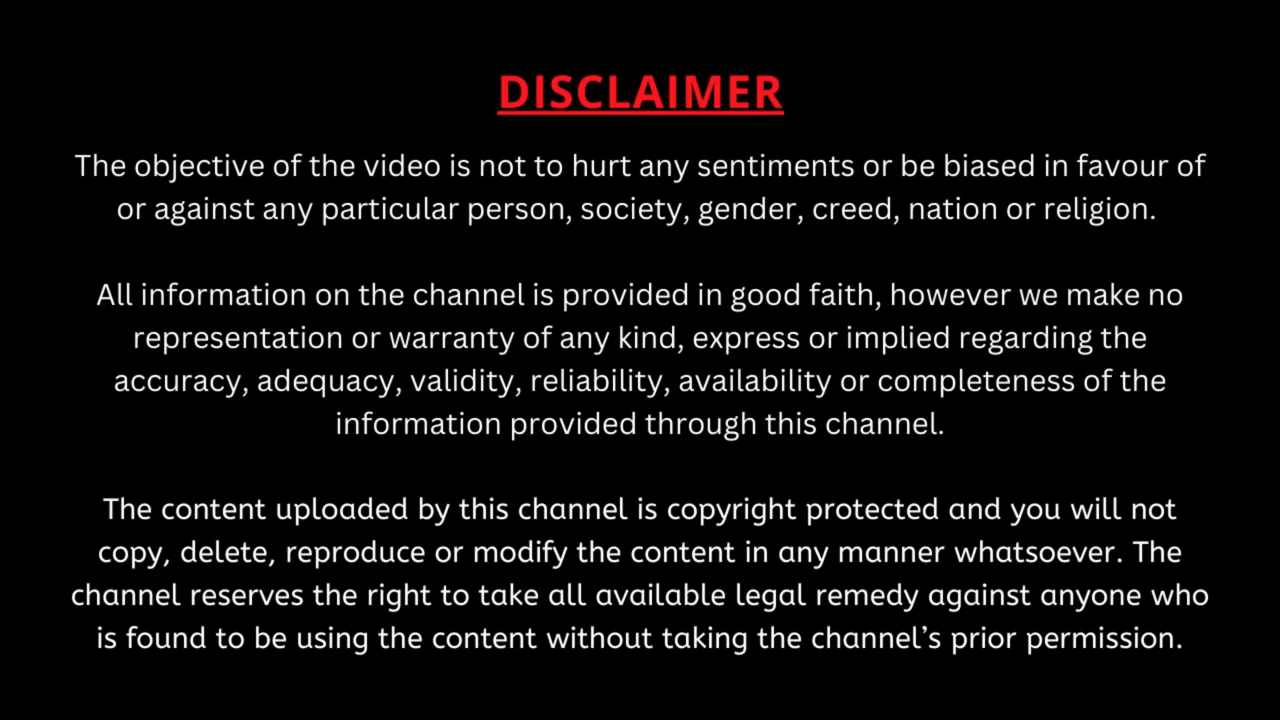 DISCLAIMER
The objective of the video is not to hurt any sentiments or be biased in favour of
or against any particular person, society, gender, creed, nation or religion.
All information on the channel is provided in good faith, however we make no
representation or warranty of any kind, express or implied regarding the
accuracy, adequacy, validity, reliability, availability or completeness of the
information provided through this channel.
The content uploaded by this channel is copyright protected and you will not
copy, delete, reproduce or modify the content in any manner whatsoever. The
channel reserves the right to take all available legal remedy against anyone who
is found to be using the content without taking the channel’s prior permission.